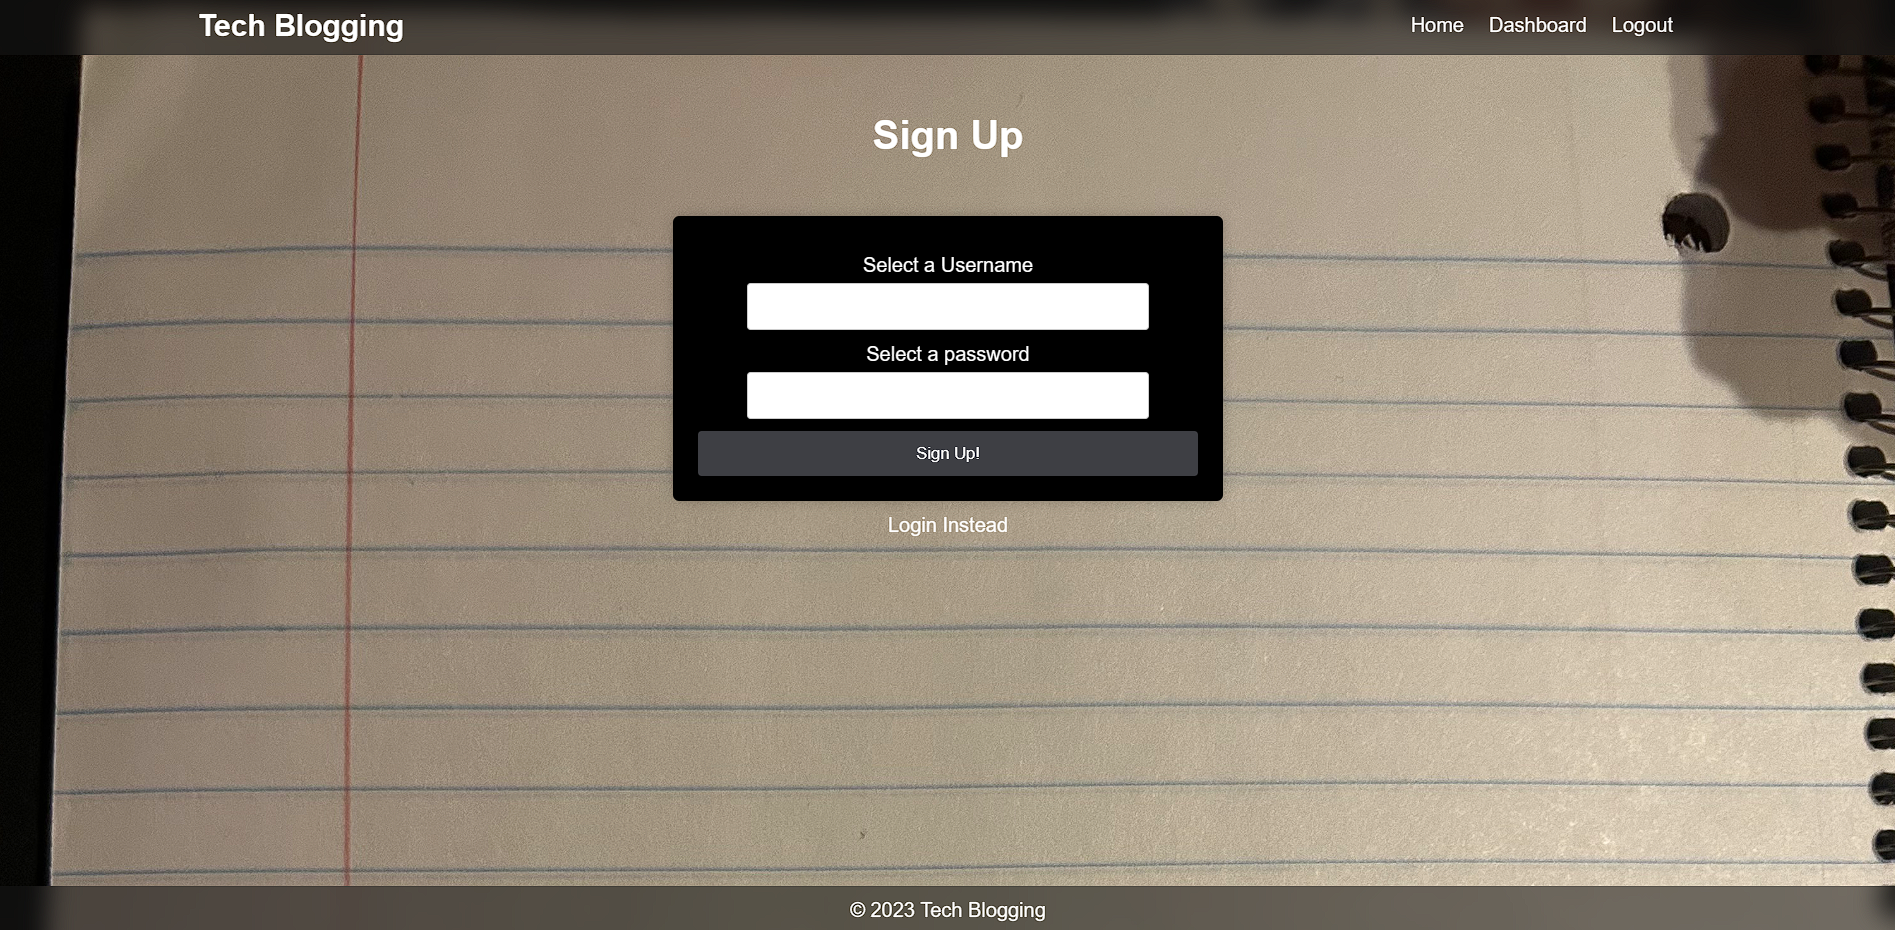 Tech Blogging
Home Dashboard Logout
Sign Up
Select a Username
Select a password
Sign Up!
Login Instead
© 2023 Tech Blogging